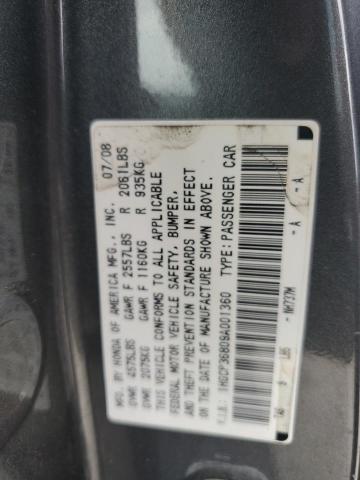 MFD. BY HONDA OF AMERICA MFG., INC. 07/08
GVWR 4575LBS GAWR F 2557LBS R 2061LBS
GVWR 2075KG GAWR F 1160KG R 935KG
THIS VEHICLE CONFORMS TO ALL APPLICABLE
FEDERAL MOTOR VEHICLE SAFETY, BUMPER,
AND THEFT PREVENTION STANDARDS IN EFFECT
ON THE DATE OF MANUFACTURE SHOWN ABOVE.
V.I.N.: 1HGCP36809A001360 TYPE: PASSENGER CAR
NH737M - A - A